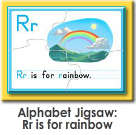 Rr
Rr is for rainbow.
Alphabet Jigsaw:
Rr is for rainbow